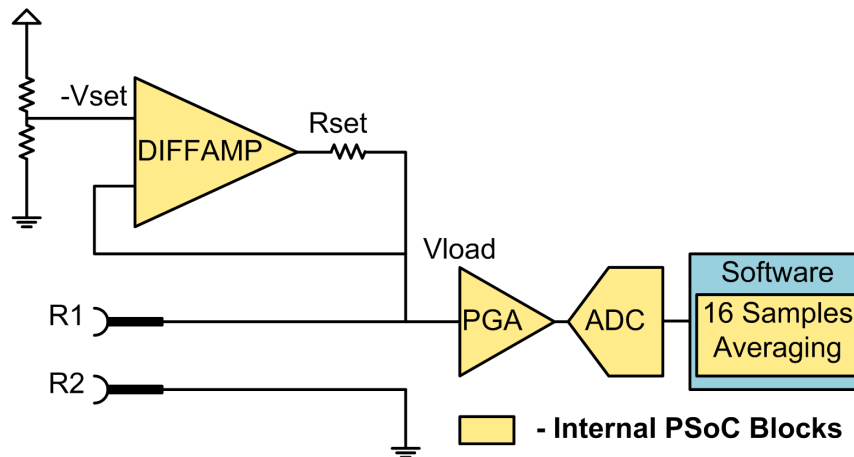 -Vset
Rset
DIFFAMP
Vload
Software
R1
PGA
ADC
16 Samples
Averaging
R2
- Internal PSoC Blocks